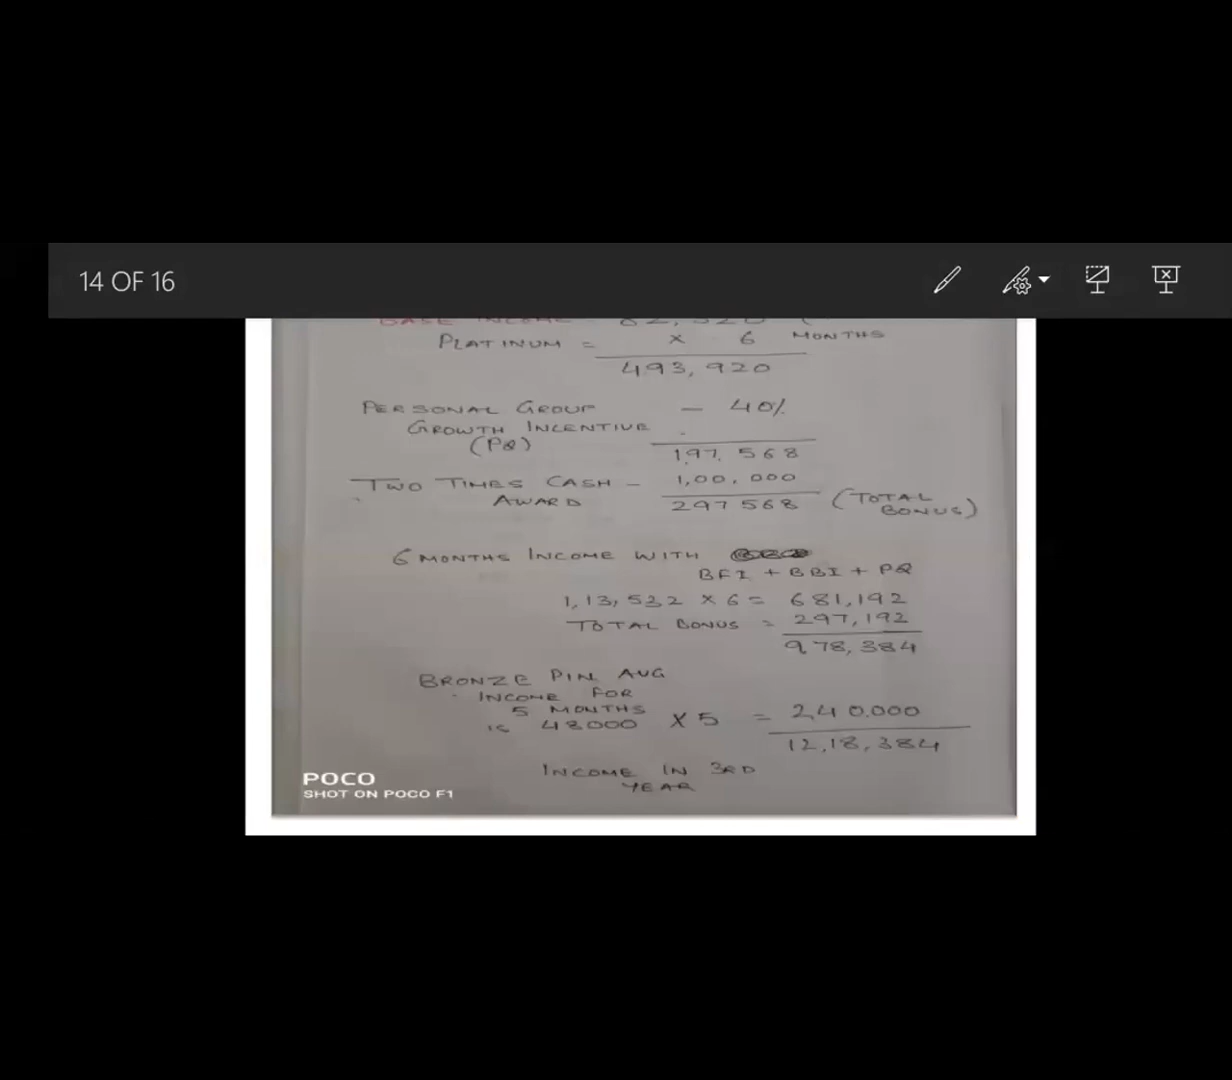 14 OF 16
BASE INCOME
PLATINUM = x 6 MONTHS
493,920
PERSONAL GROUP - 40%
GROWTH INCENTIVE
(PQ)
197,568
TWO TIMES CASH - 1,00,000
AWARD
297568 (TOTAL BONUS)
6 MONTHS INCOME WITH
BFI + BBI + PQ
1,13,532 x 6 = 681,192
TOTAL BONUS = 297,192
978,384
BRONZE PIN AUG
INCOME FOR
5 MONTHS
is 48000 x 5 = 240.000
12,18,384
INCOME IN 3RD
YEAR
POCO
SHOT ON POCO F1